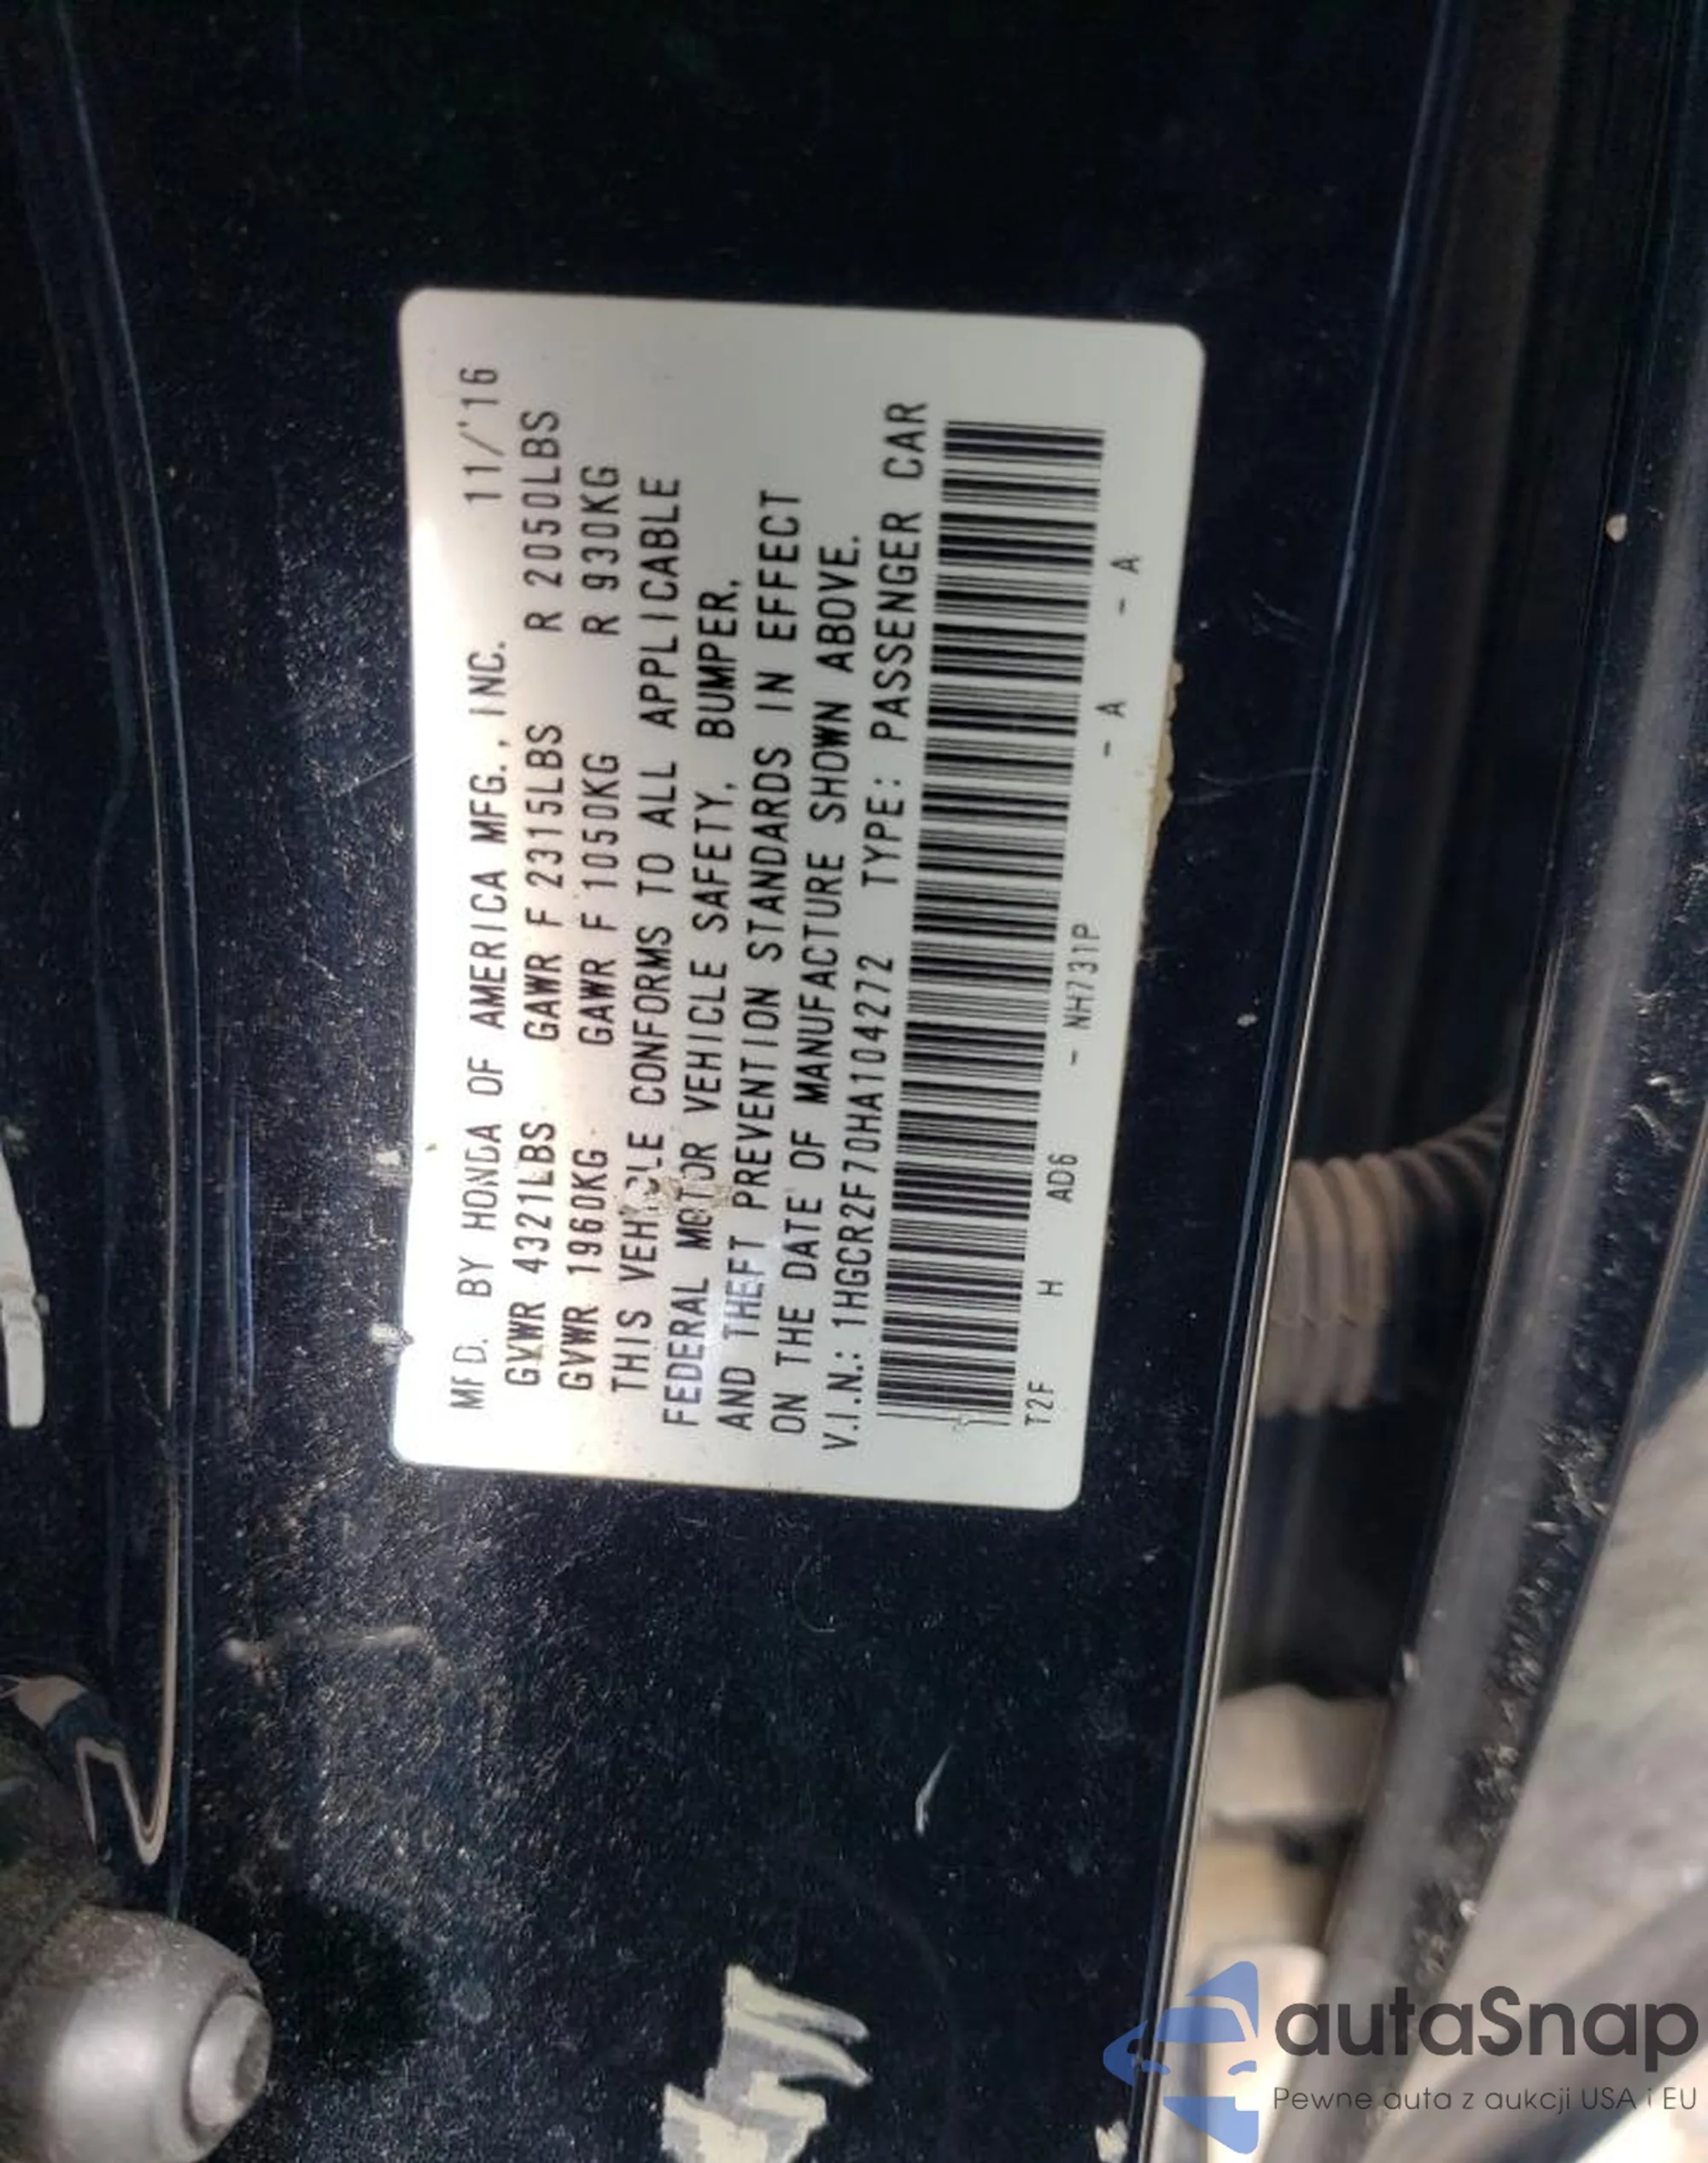 MFD. BY HONDA OF AMERICA MFG., INC. 11/'16
GVWR 4321LBS GAWR F 2315LBS R 2050LBS
GVWR 1960KG GAWR F 1050KG R 930KG
THIS VEHICLE CONFORMS TO ALL APPLICABLE
FEDERAL MOTOR VEHICLE SAFETY, BUMPER,
AND THEFT PREVENTION STANDARDS IN EFFECT
ON THE DATE OF MANUFACTURE SHOWN ABOVE.
V.I.N.: 1HGCR2F70HA104272 TYPE: PASSENGER CAR
T2F H AD6 - NH731P - A - A
autaSnap
Pewne auta z aukcji USA i EU